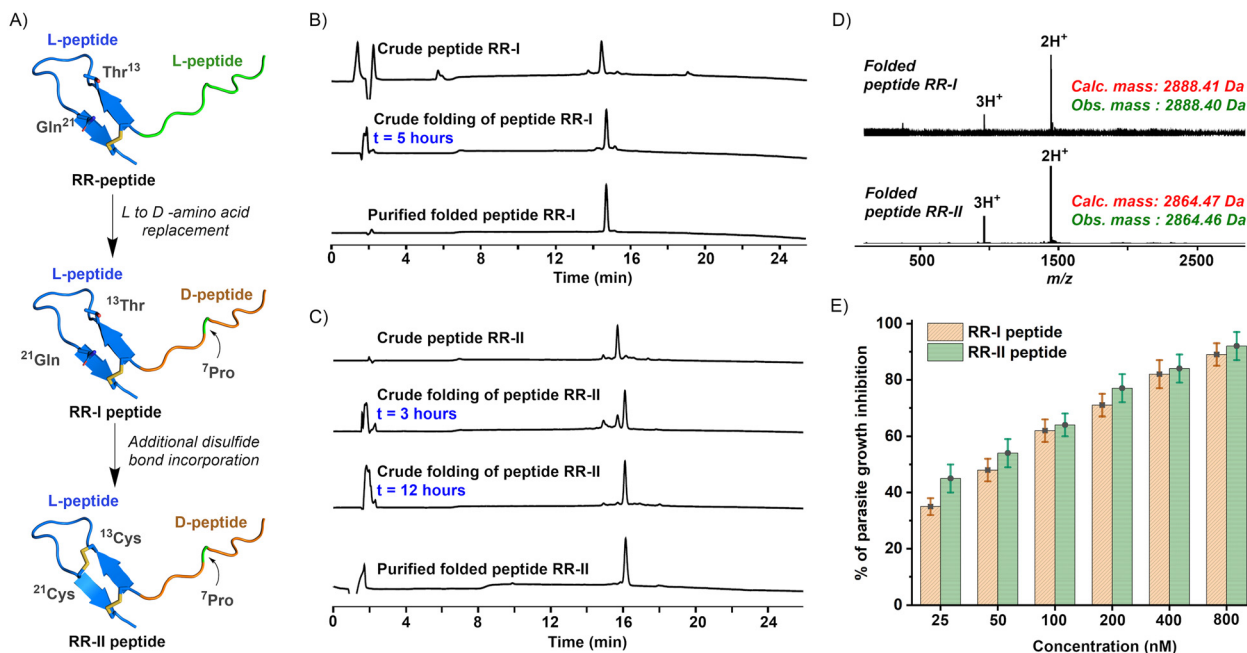 A)
L-peptide
L-peptide
Thr13
Gln21
RR-peptide
L to D -amino acid
replacement
L-peptide
D-peptide
13Thr
21Gln
7Pro
RR-I peptide
Additional disulfide
bond incorporation
L-peptide
D-peptide
13Cys
21Cys
7Pro
RR-II peptide
B)
Crude peptide RR-I
Crude folding of peptide RR-I
t = 5 hours
Purified folded peptide RR-I
0 4 8 12 16 20 24
Time (min)
C)
Crude peptide RR-II
Crude folding of peptide RR-II
t = 3 hours
Crude folding of peptide RR-II
t = 12 hours
Purified folded peptide RR-II
0 4 8 12 16 20 24
Time (min)
D)
2H+
Folded
peptide RR-I
3H+
Calc. mass: 2888.41 Da
Obs. mass : 2888.40 Da
2H+
Folded
peptide RR-II
3H+
Calc. mass: 2864.47 Da
Obs. mass : 2864.46 Da
500 1500 2500
m/z
E)
RR-I peptide
RR-II peptide
% of parasite growth inhibition
100
80
60
40
20
0
25 50 100 200 400 800
Concentration (nM)